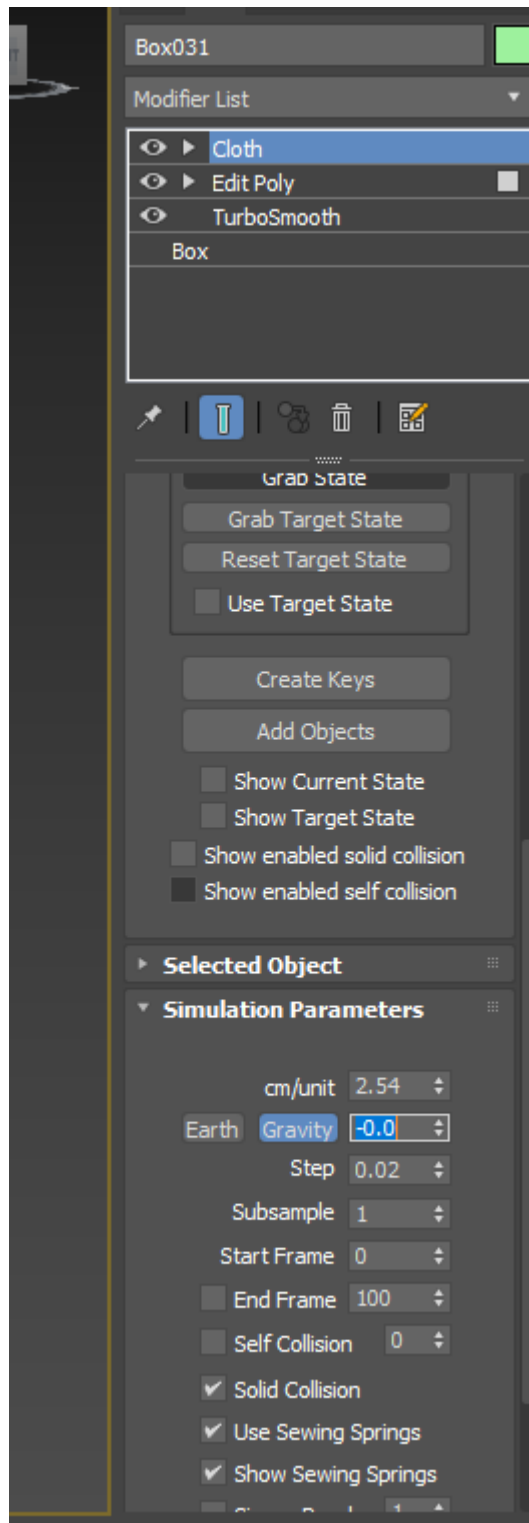 Box031
Modifier List
Cloth
Edit Poly
TurboSmooth
Box
Grab State
Grab Target State
Reset Target State
Use Target State
Create Keys
Add Objects
Show Current State
Show Target State
Show enabled solid collision
Show enabled self collision
Selected Object
Simulation Parameters
cm/unit 2.54
Earth Gravity -0.0
Step 0.02
Subsample 1
Start Frame 0
End Frame 100
Self Collision 0
Solid Collision
Use Sewing Springs
Show Sewing Springs